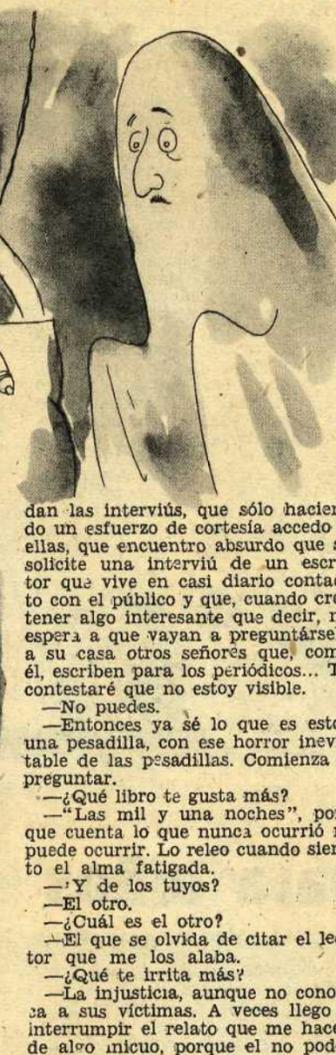 dan las interviús, que sólo hacien
do un esfuerzo de cortesía accedo
ellas, que encuentro absurdo que s
solicite una interviú de un escr
tor que vive en casi diario conta
to con el público y que, cuando cre
tener algo interesante que decir, n
espera a que vayan a preguntárse
a su casa otros señores que, com
él, escriben para los periódicos... T
contestaré que no estoy visible.
—No puedes.
—Entonces ya sé lo que es esto
una pesadilla, con ese horror inev
table de las pesadillas. Comienza
preguntar.
—¿Qué libro te gusta más?
—"Las mil y una noches", por
que cuenta lo que nunca ocurrió n
puede ocurrir. Lo releo cuando sien
to el alma fatigada.
—¿Y de los tuyos?
—El otro.
—¿Cuál es el otro?
—El que se olvida de citar el lec
tor que me los alaba.
—¿Qué te irrita más?
—La injusticia, aunque no cono
ca a sus víctimas. A veces llego
interrumpir el relato que me hace
de algo inicuo, porque el no pod